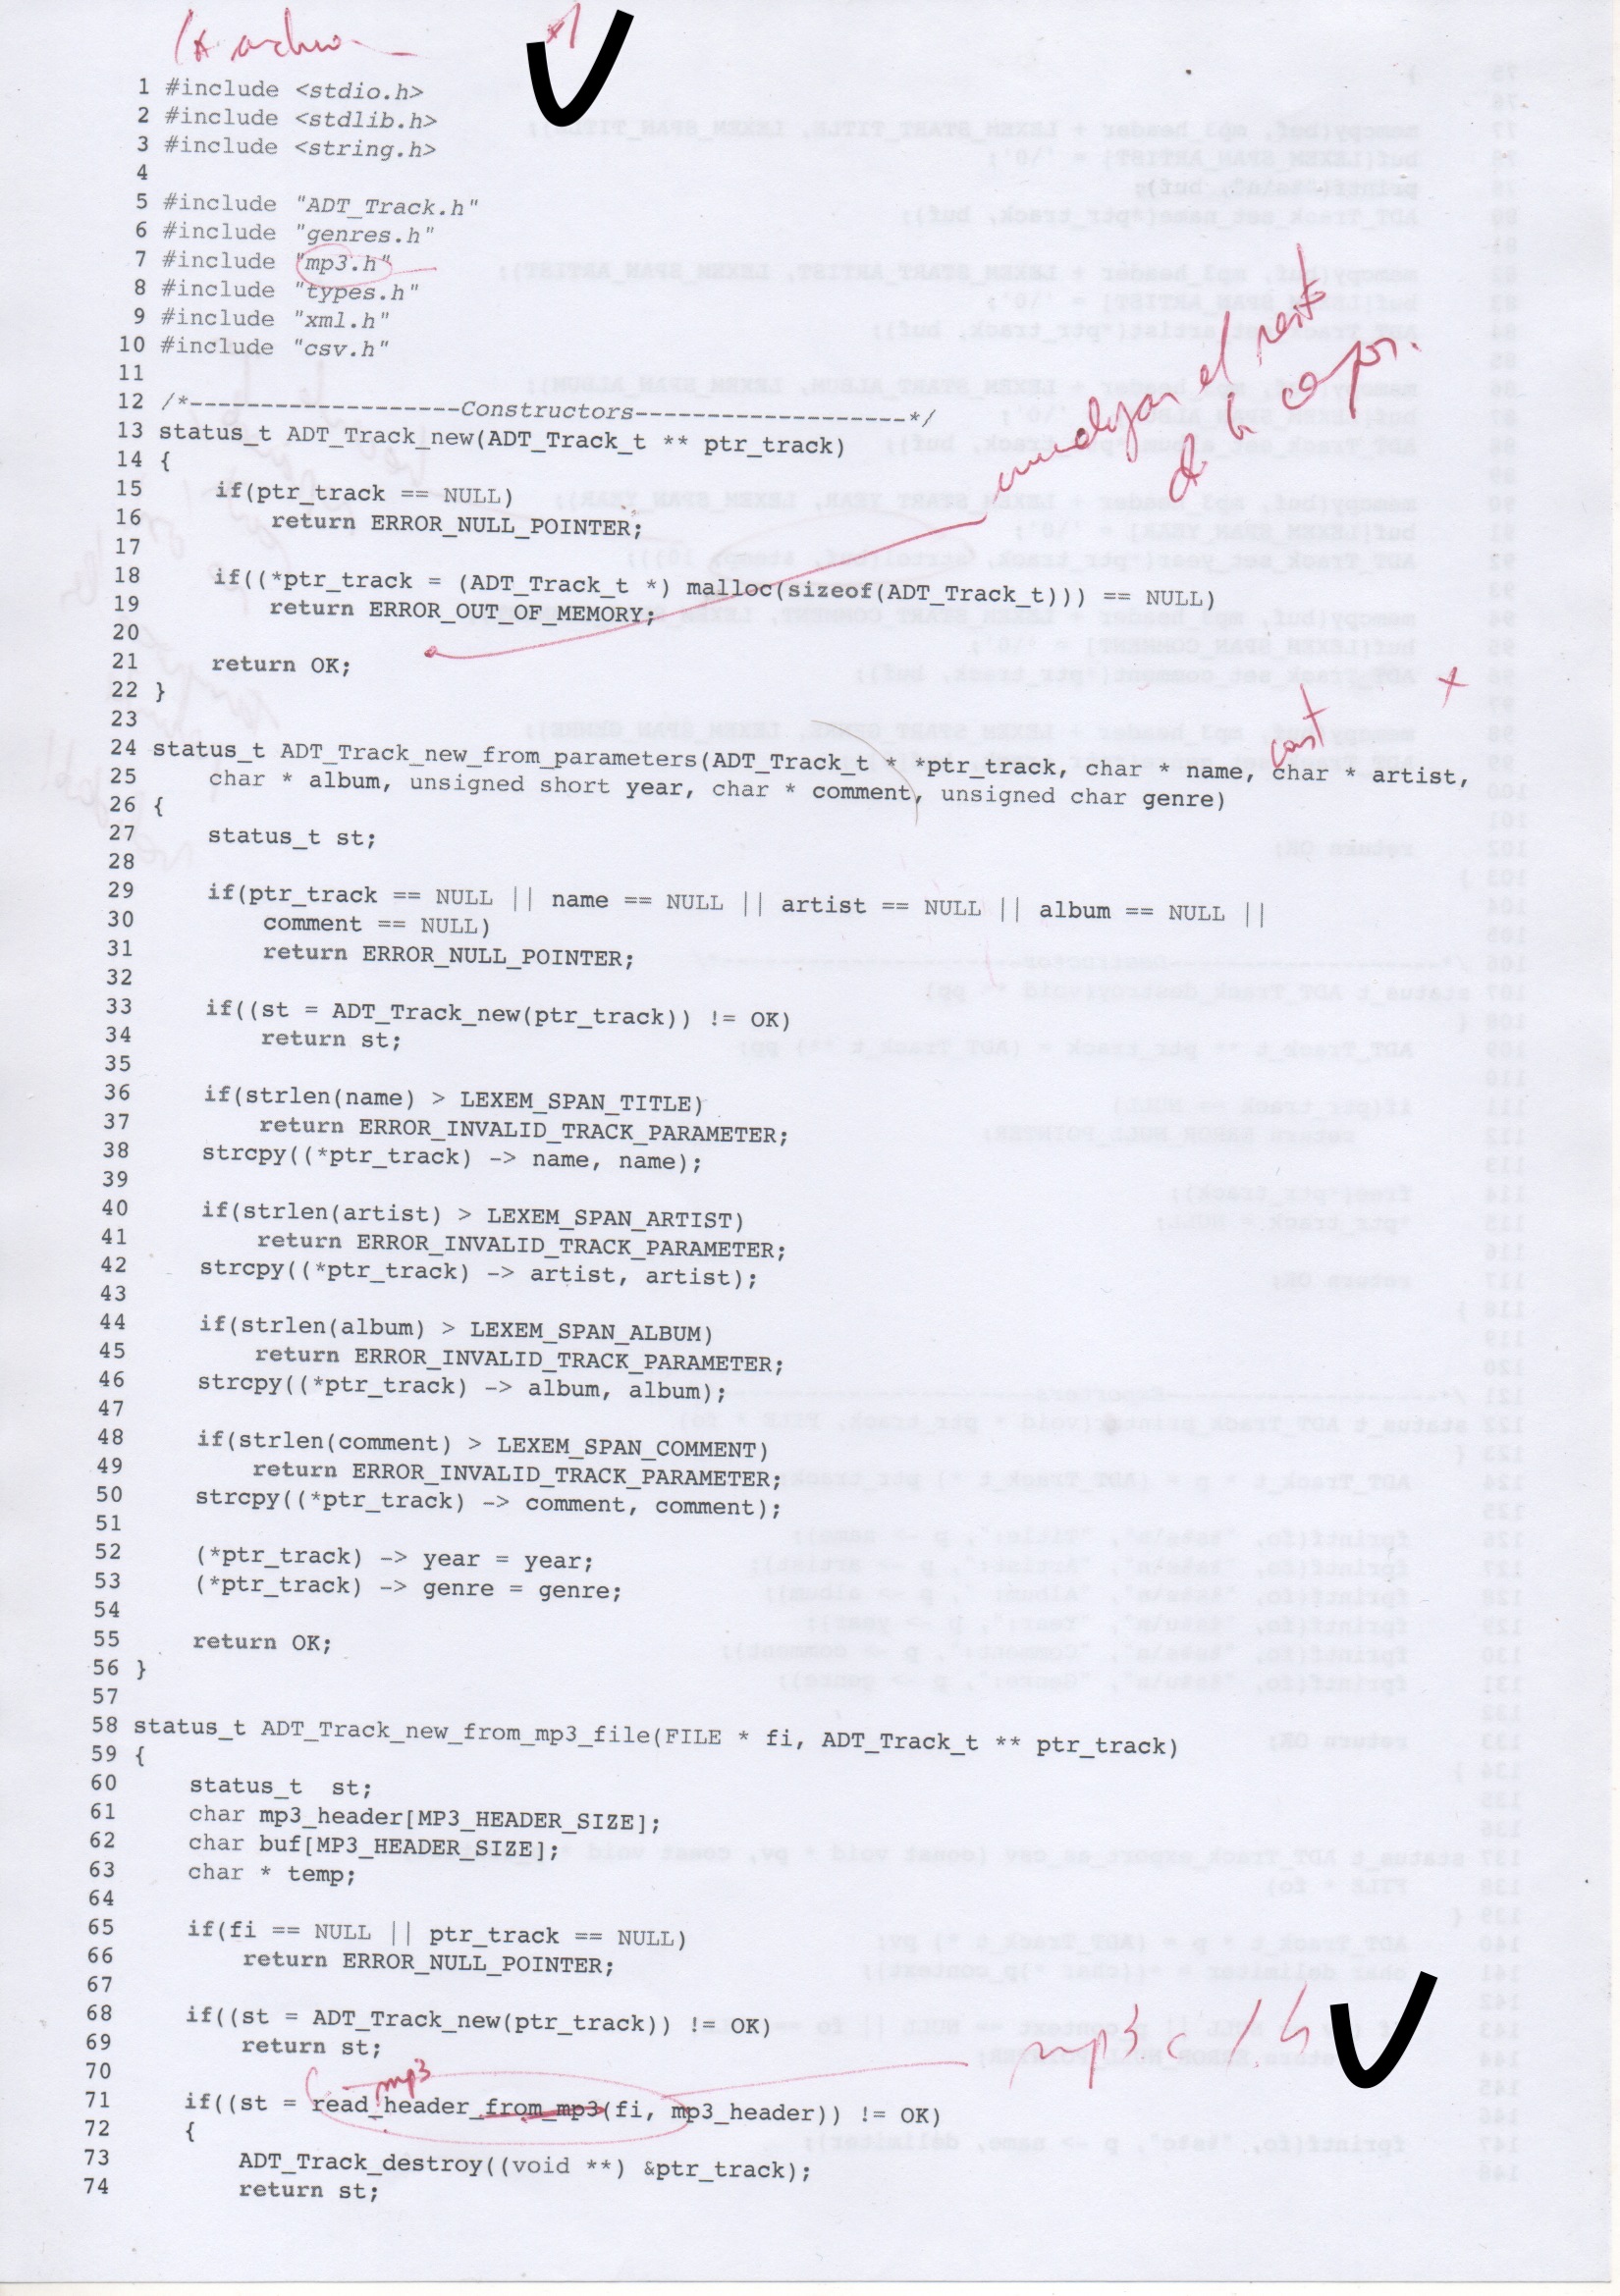 /*
*/
1 #include <stdio.h>
2 #include <stdlib.h>
3 #include <string.h>
4
5 #include "ADT_Track.h"
6 #include "genres.h"
7 #include "mp3.h"
8 #include "types.h"
9 #include "xml.h"
10 #include "csv.h"
11
12 /*-------------------Constructors-------------------*/
13 status_t ADT_Track_new(ADT_Track_t ** ptr_track)
14 {
15 if(ptr_track == NULL)
16 return ERROR_NULL_POINTER;
17
18 if((*ptr_track = (ADT_Track_t *) malloc(sizeof(ADT_Track_t))) == NULL)
19 return ERROR_OUT_OF_MEMORY;
20
el resto
de
21 return OK;
22 }
23
const
24 status_t ADT_Track_new_from_parameters(ADT_Track_t * *ptr_track, char * name, char * artist,
25 char * album, unsigned short year, char * comment, unsigned char genre)
26 {
27 status_t st;
28
29 if(ptr_track == NULL || name == NULL || artist == NULL || album == NULL ||
30 comment == NULL)
31 return ERROR_NULL_POINTER;
32
33 if((st = ADT_Track_new(ptr_track)) != OK)
34 return st;
35
36 if(strlen(name) > LEXEM_SPAN_TITLE)
37 return ERROR_INVALID_TRACK_PARAMETER;
38 strcpy((*ptr_track) -> name, name);
39
40 if(strlen(artist) > LEXEM_SPAN_ARTIST)
41 return ERROR_INVALID_TRACK_PARAMETER;
42 strcpy((*ptr_track) -> artist, artist);
43
44 if(strlen(album) > LEXEM_SPAN_ALBUM)
45 return ERROR_INVALID_TRACK_PARAMETER;
46 strcpy((*ptr_track) -> album, album);
47
48 if(strlen(comment) > LEXEM_SPAN_COMMENT)
49 return ERROR_INVALID_TRACK_PARAMETER;
50 strcpy((*ptr_track) -> comment, comment);
51
52 (*ptr_track) -> year = year;
53 (*ptr_track) -> genre = genre;
54
55 return OK;
56 }
57
58 status_t ADT_Track_new_from_mp3_file(FILE * fi, ADT_Track_t ** ptr_track)
59 {
60 status_t st;
61 char mp3_header[MP3_HEADER_SIZE];
62 char buf[MP3_HEADER_SIZE];
63 char * temp;
64
65 if(fi == NULL || ptr_track == NULL)
66 return ERROR_NULL_POINTER;
67
68 if((st = ADT_Track_new(ptr_track)) != OK)
69 return st;
70
mp3
mp3 c/h
71 if((st = read_header_from_mp3(fi, mp3_header)) != OK)
72 {
73 ADT_Track_destroy((void **) &ptr_track);
74 return st;